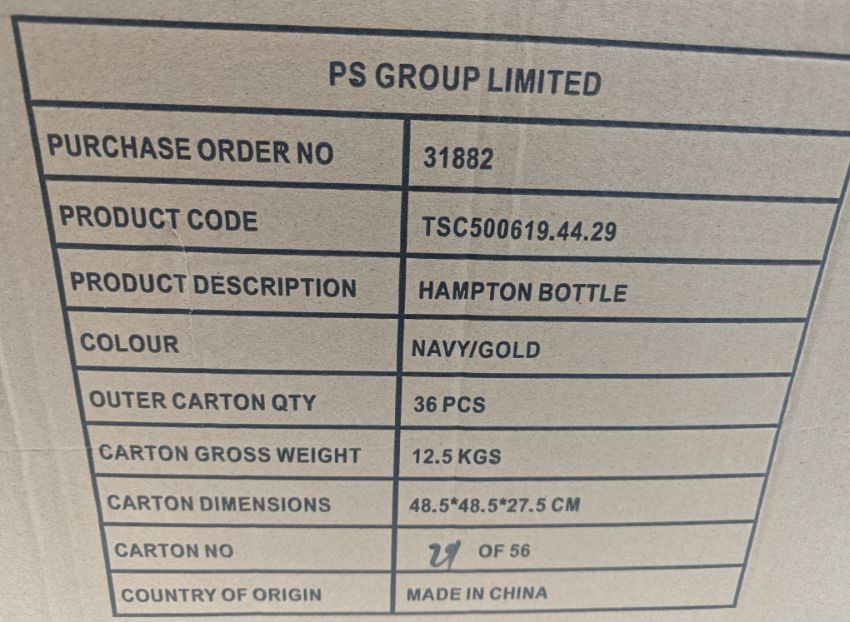 PS GROUP LIMITED
PURCHASE ORDER NO 31882
PRODUCT CODE TSC500619.44.29
PRODUCT DESCRIPTION HAMPTON BOTTLE
COLOUR NAVY/GOLD
OUTER CARTON QTY 36 PCS
CARTON GROSS WEIGHT 12.5 KGS
CARTON DIMENSIONS 48.5*48.5*27.5 CM
CARTON NO OF 56
COUNTRY OF ORIGIN MADE IN CHINA